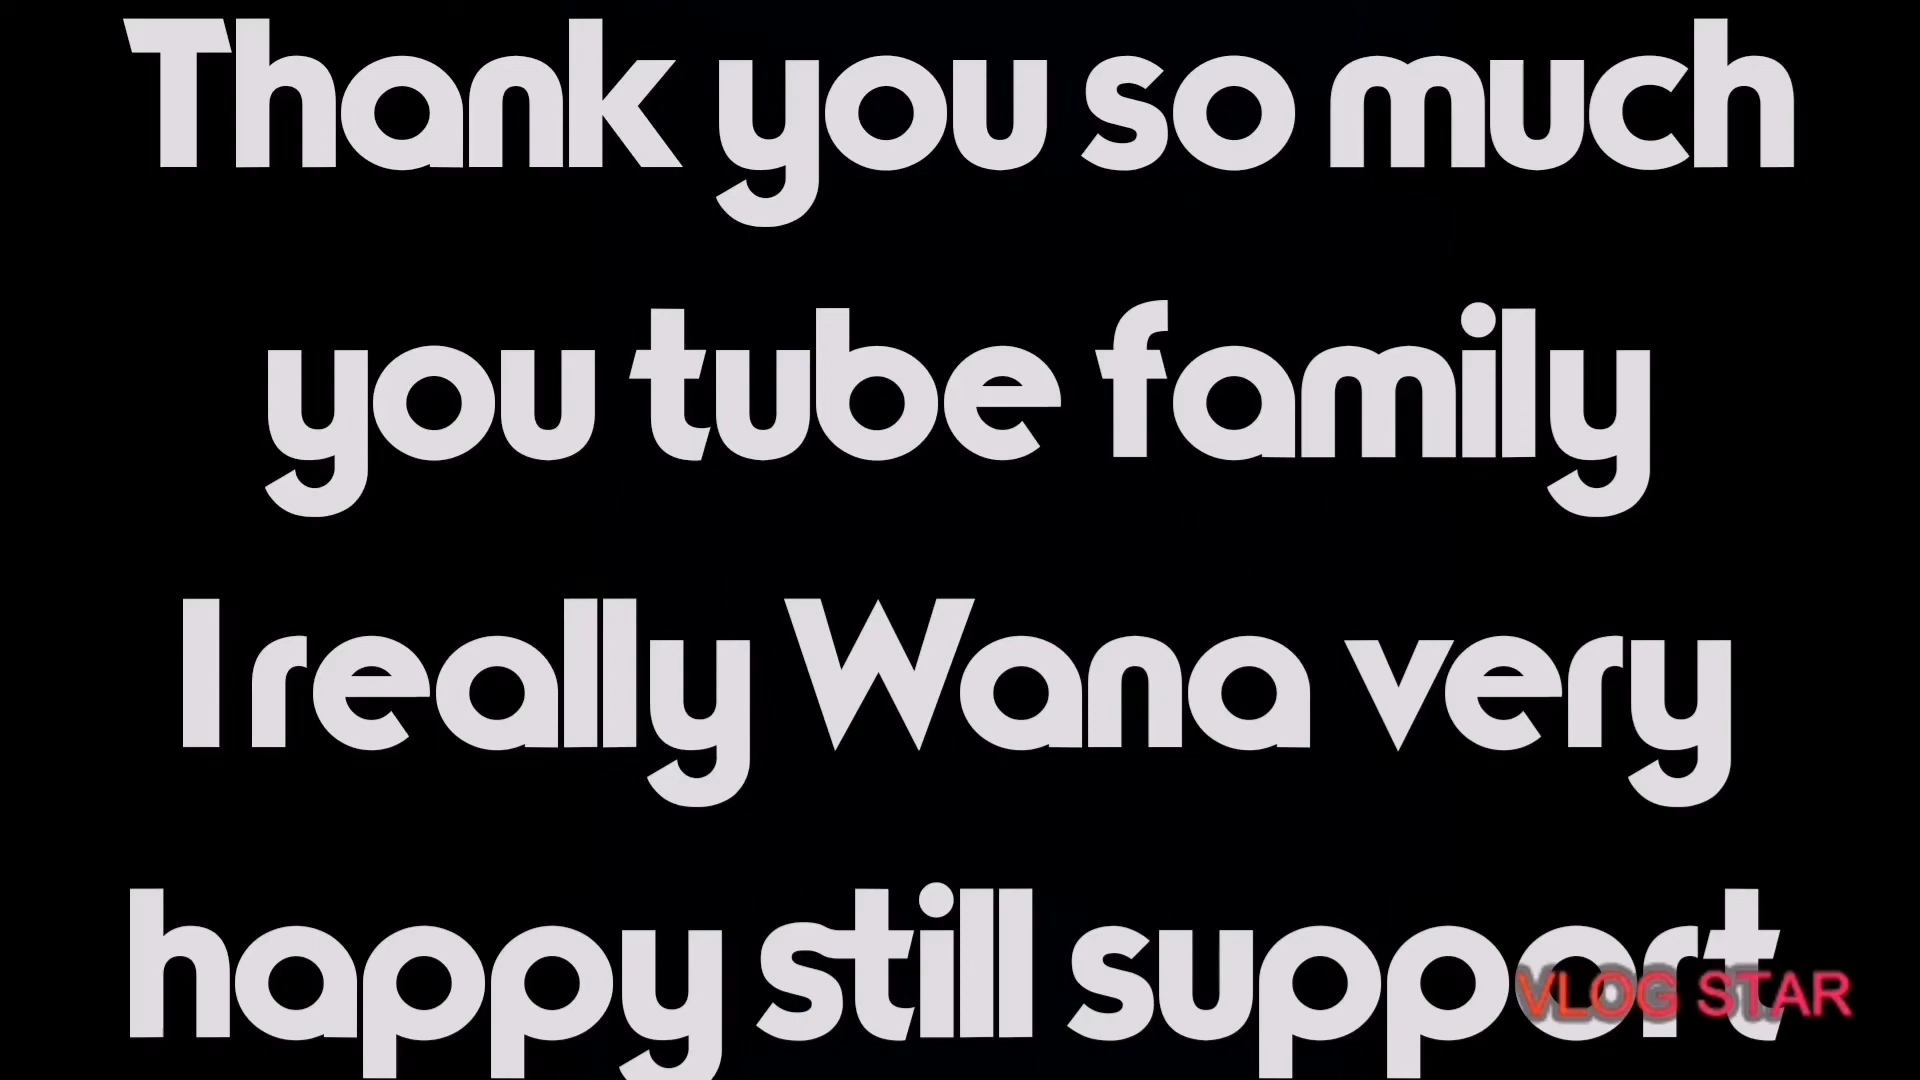 Thank you so much
you tube family
I really Wana very
happy still support
VLOG STAR